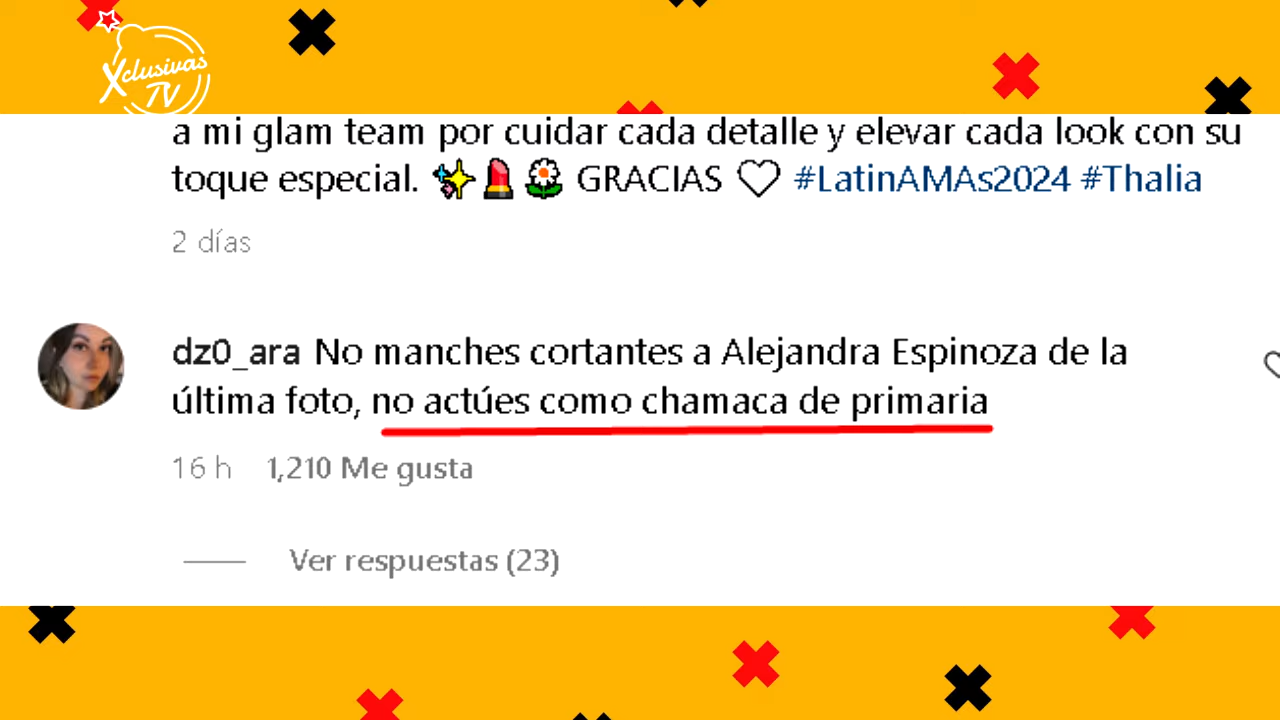 Xclusivas
TV
a mi glam team por cuidar cada detalle y elevar cada look con su
toque especial. ✨💄🌼 GRACIAS 🤍 #LatinAMAs2024 #Thalia
2 días
dz0_ara No manches cortantes a Alejandra Espinoza de la
última foto, no actúes como chamaca de primaria
16 h 1,210 Me gusta
Ver respuestas (23)